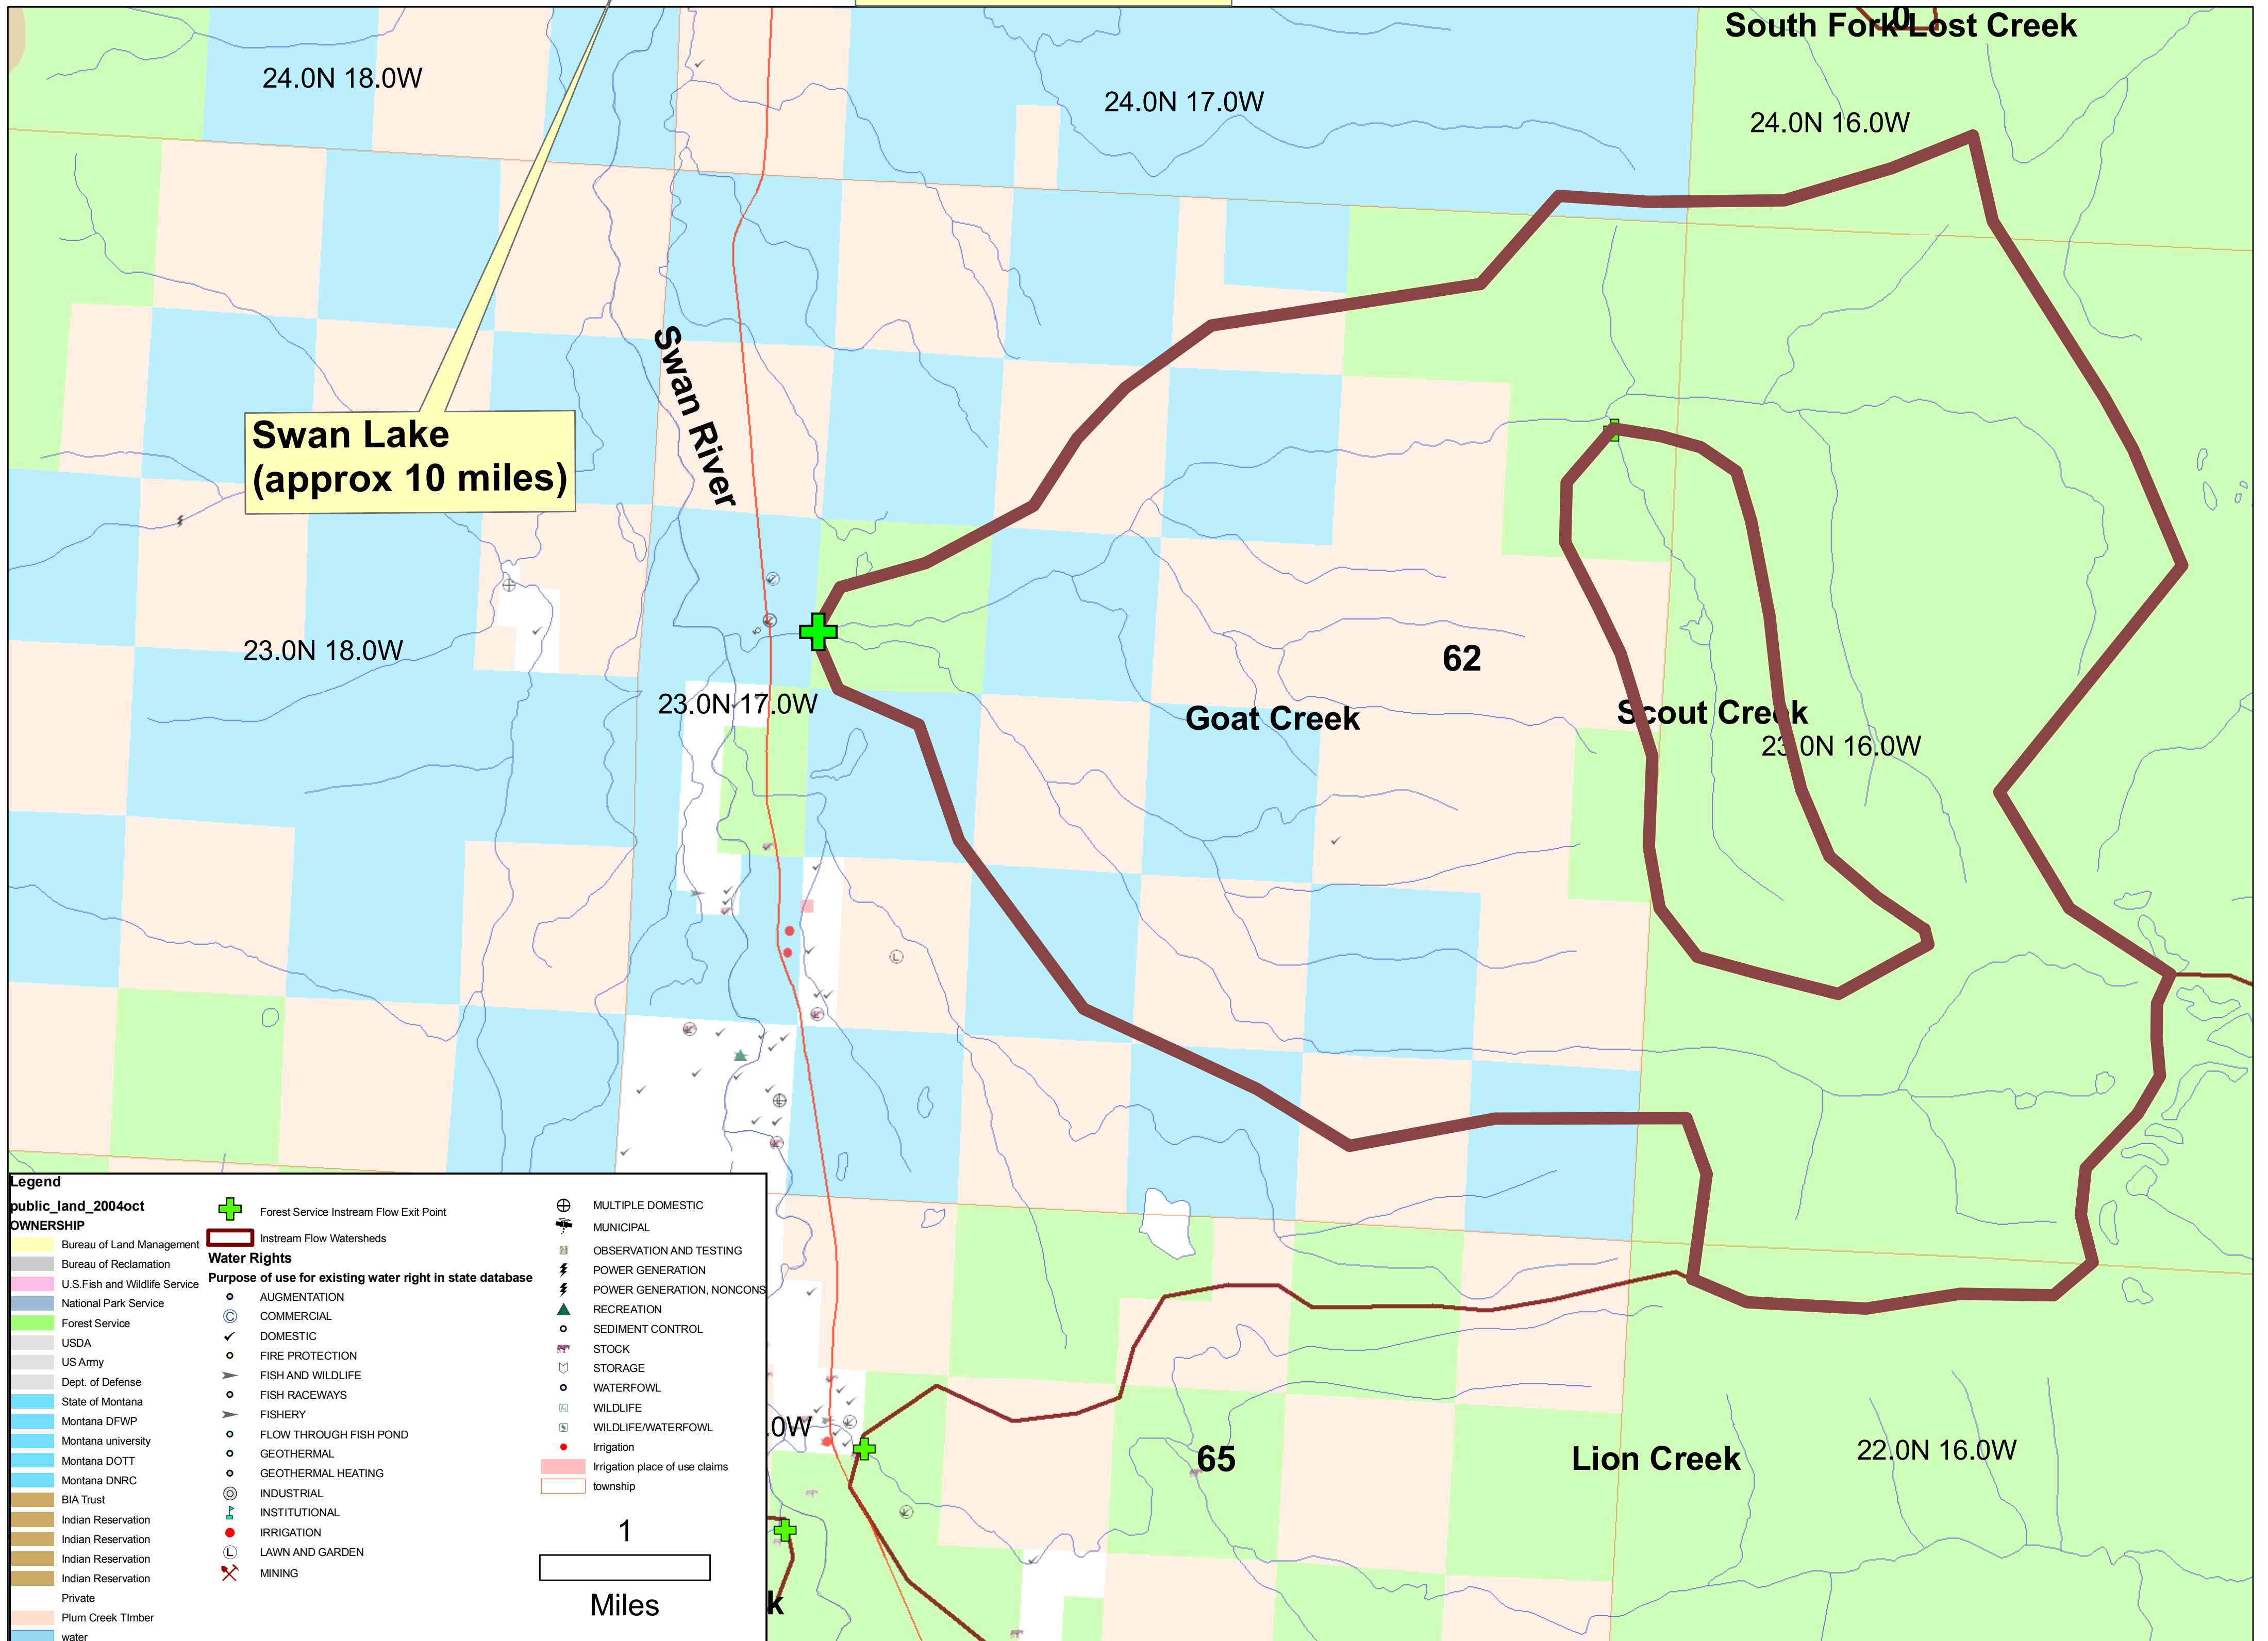 South Fork Lost Creek
0
24.0N 18.0W
24.0N 17.0W
24.0N 16.0W
Swan River
Swan Lake
(approx 10 miles)
23.0N 18.0W
23.0N 17.0W
62
Goat Creek
Scout Creek
23.0N 16.0W
.0W
65
Lion Creek
22.0N 16.0W
k
Legend
public_land_2004oct
OWNERSHIP
Bureau of Land Management
Bureau of Reclamation
U.S.Fish and Wildlife Service
National Park Service
Forest Service
USDA
US Army
Dept. of Defense
State of Montana
Montana DFWP
Montana university
Montana DOTT
Montana DNRC
BIA Trust
Indian Reservation
Indian Reservation
Indian Reservation
Indian Reservation
Private
Plum Creek TImber
water
Forest Service Instream Flow Exit Point
Instream Flow Watersheds
Water Rights
Purpose of use for existing water right in state database
AUGMENTATION
C COMMERCIAL
DOMESTIC
FIRE PROTECTION
FISH AND WILDLIFE
FISH RACEWAYS
FISHERY
FLOW THROUGH FISH POND
GEOTHERMAL
GEOTHERMAL HEATING
INDUSTRIAL
INSTITUTIONAL
IRRIGATION
L LAWN AND GARDEN
MINING
MULTIPLE DOMESTIC
MUNICIPAL
OBSERVATION AND TESTING
POWER GENERATION
POWER GENERATION, NONCONS
RECREATION
SEDIMENT CONTROL
STOCK
STORAGE
WATERFOWL
WILDLIFE
WILDLIFE/WATERFOWL
Irrigation
Irrigation place of use claims
township
1
Miles
L